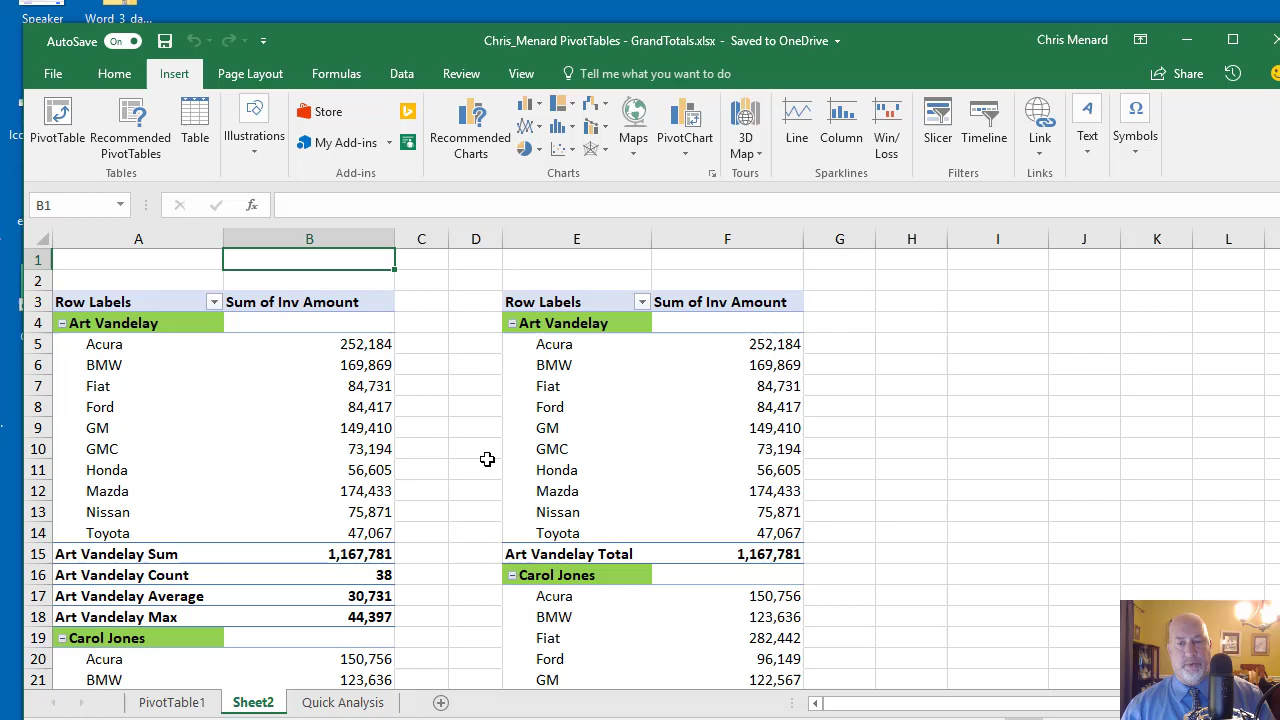 Speaker Word 3_da...
AutoSave On Chris_Menard PivotTables - GrandTotals.xlsx - Saved to OneDrive Chris Menard
File Home Insert Page Layout Formulas Data Review View Tell me what you want to do Share
PivotTable Recommended PivotTables Table Illustrations Store My Add-ins Recommended Charts Maps PivotChart 3D Map Line Column Win/Loss Slicer Timeline Link Text Symbols
Tables Add-ins Charts Tours Sparklines Filters Links
B1 fx
A B C D E F G H I J K L
1
2
3 Row Labels Sum of Inv Amount Row Labels Sum of Inv Amount
4 Art Vandelay Art Vandelay
5 Acura 252,184 Acura 252,184
6 BMW 169,869 BMW 169,869
7 Fiat 84,731 Fiat 84,731
8 Ford 84,417 Ford 84,417
9 GM 149,410 GM 149,410
10 GMC 73,194 GMC 73,194
11 Honda 56,605 Honda 56,605
12 Mazda 174,433 Mazda 174,433
13 Nissan 75,871 Nissan 75,871
14 Toyota 47,067 Toyota 47,067
15 Art Vandelay Sum 1,167,781 Art Vandelay Total 1,167,781
16 Art Vandelay Count 38 Carol Jones
17 Art Vandelay Average 30,731 Acura 150,756
18 Art Vandelay Max 44,397 BMW 123,636
19 Carol Jones Fiat 282,442
20 Acura 150,756 Ford 96,149
21 BMW 123,636 GM 122,567
PivotTable1 Sheet2 Quick Analysis